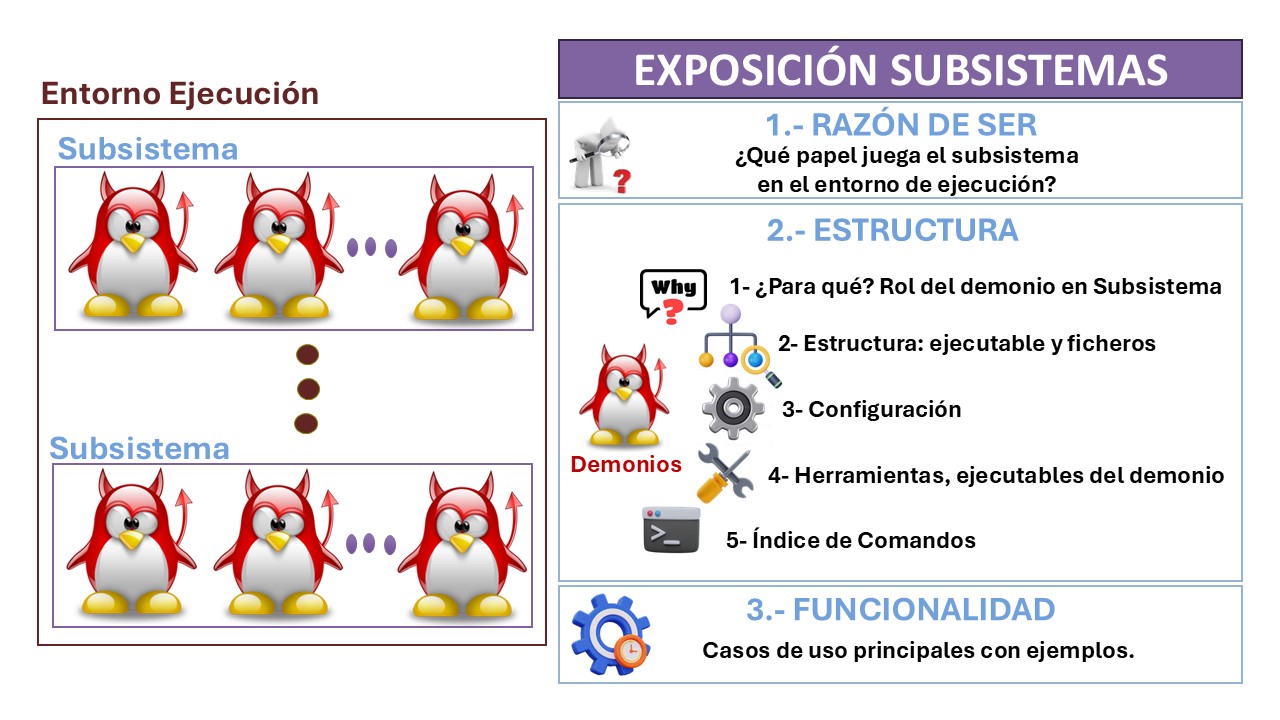 Entorno Ejecución
Subsistema
Subsistema
EXPOSICIÓN SUBSISTEMAS
1.- RAZÓN DE SER
¿Qué papel juega el subsistema
en el entorno de ejecución?
?
2.- ESTRUCTURA
Why
?
1- ¿Para qué? Rol del demonio en Subsistema
2- Estructura: ejecutable y ficheros
3- Configuración
Demonios
4- Herramientas, ejecutables del demonio
>_
5- Índice de Comandos
3.- FUNCIONALIDAD
Casos de uso principales con ejemplos.